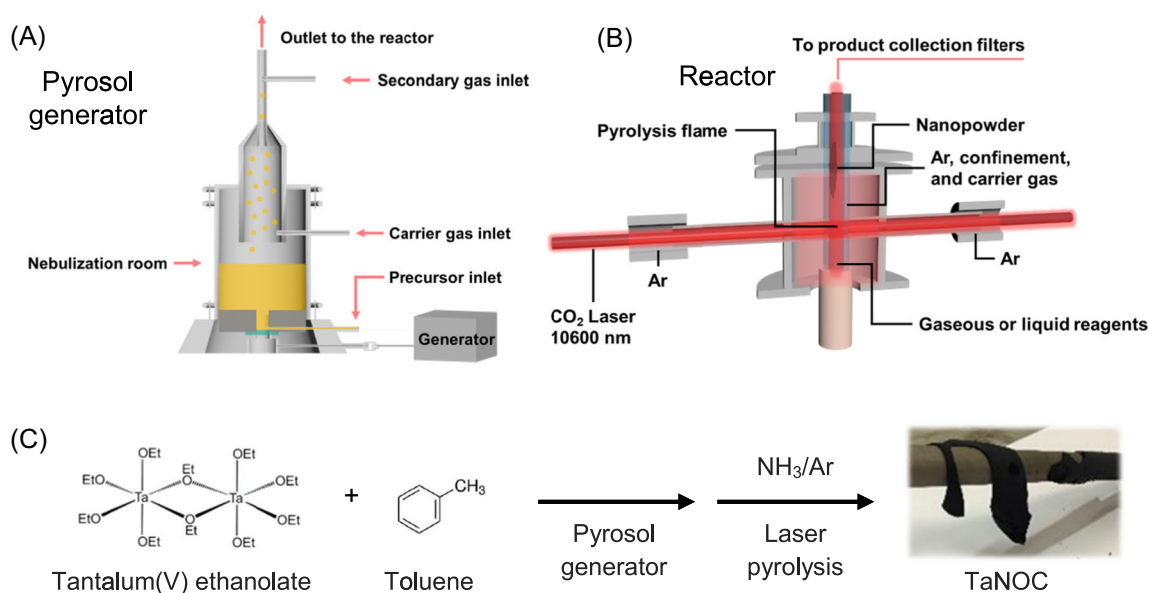 (A)
Pyrosol
generator
Outlet to the reactor
Secondary gas inlet
Carrier gas inlet
Nebulization room
Precursor inlet
Generator
(B)
Reactor
To product collection filters
Pyrolysis flame
Nanopowder
Ar, confinement,
and carrier gas
Ar
Ar
CO₂ Laser
10600 nm
Gaseous or liquid reagents
(C)
OEt
OEt
EtO
Et
O
OEt
Ta
Ta
EtO
O
Et
OEt
OEt
OEt
Tantalum(V) ethanolate
+
CH₃
Toluene
Pyrosol
generator
NH₃/Ar
Laser
pyrolysis
TaNOC